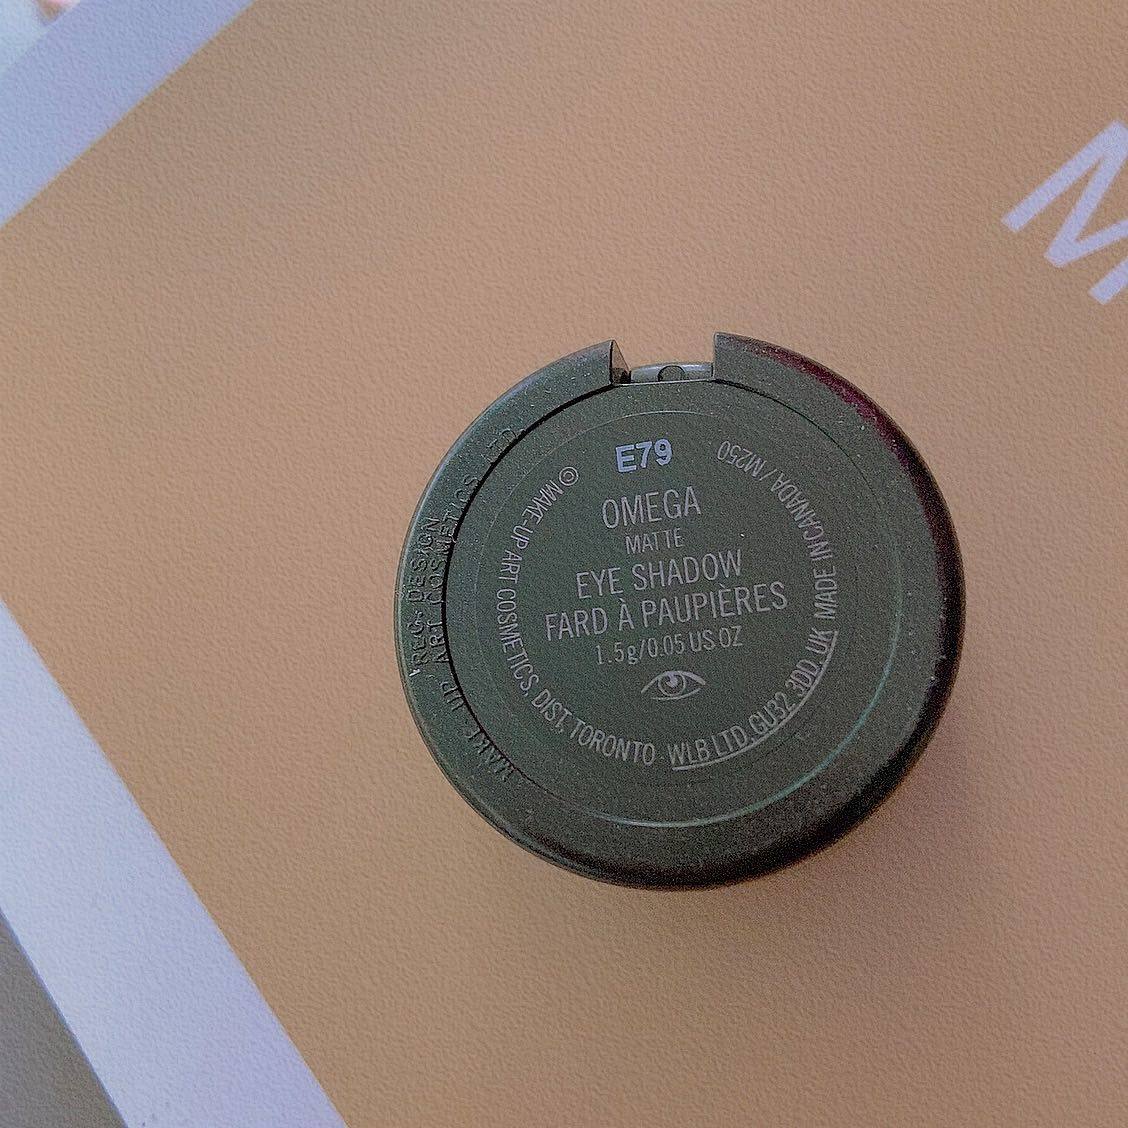 M
E79
OMEGA
MATTE
EYE SHADOW
FARD À PAUPIÈRES
1.5g/0.05 US OZ
© MAKE-UP ART COSMETICS, DIST. TORONTO · WLB LTD, GU32 3DD, UK MADE IN CANADA / M250
REG. DESIGN
MAKE-UP ART COSMETICS LTD.